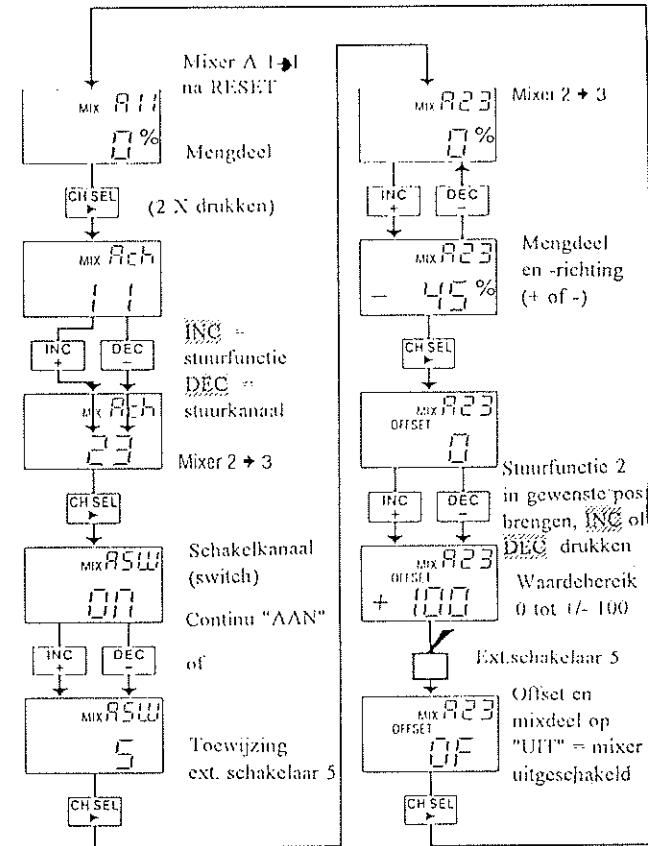 Mixer A 1→1
na RESET
MIX A11
0 %
Mengdeel
CH SEL
(2 X drukken)
MIX Ach
1 1
INC +
DEC -
INC =
stuurfunctie
DEC =
stuurkanaal
MIX Ach
23
Mixer 2 → 3
CH SEL
MIX ASW
ON
Schakelkanaal
(switch)
Continu "AAN"
INC +
DEC -
of
MIX ASW
5
Toewijzing
ext. schakelaar 5
CH SEL
MIX A23
0 %
Mixer 2 → 3
INC +
DEC -
MIX A23
- 45 %
Mengdeel
en -richting
(+ of -)
CH SEL
MIX A23
OFFSET
0
Stuurfunctie 2
in gewenste pos
brengen, INC of
DEC drukken
INC +
DEC -
MIX A23
OFFSET
+ 100
Waardebereik
0 tot +/- 100
Ext.schakelaar 5
MIX A23
OFFSET
OF
Offset en
mixdeel op
"UIT" = mixer
uitgeschakeld
CH SEL